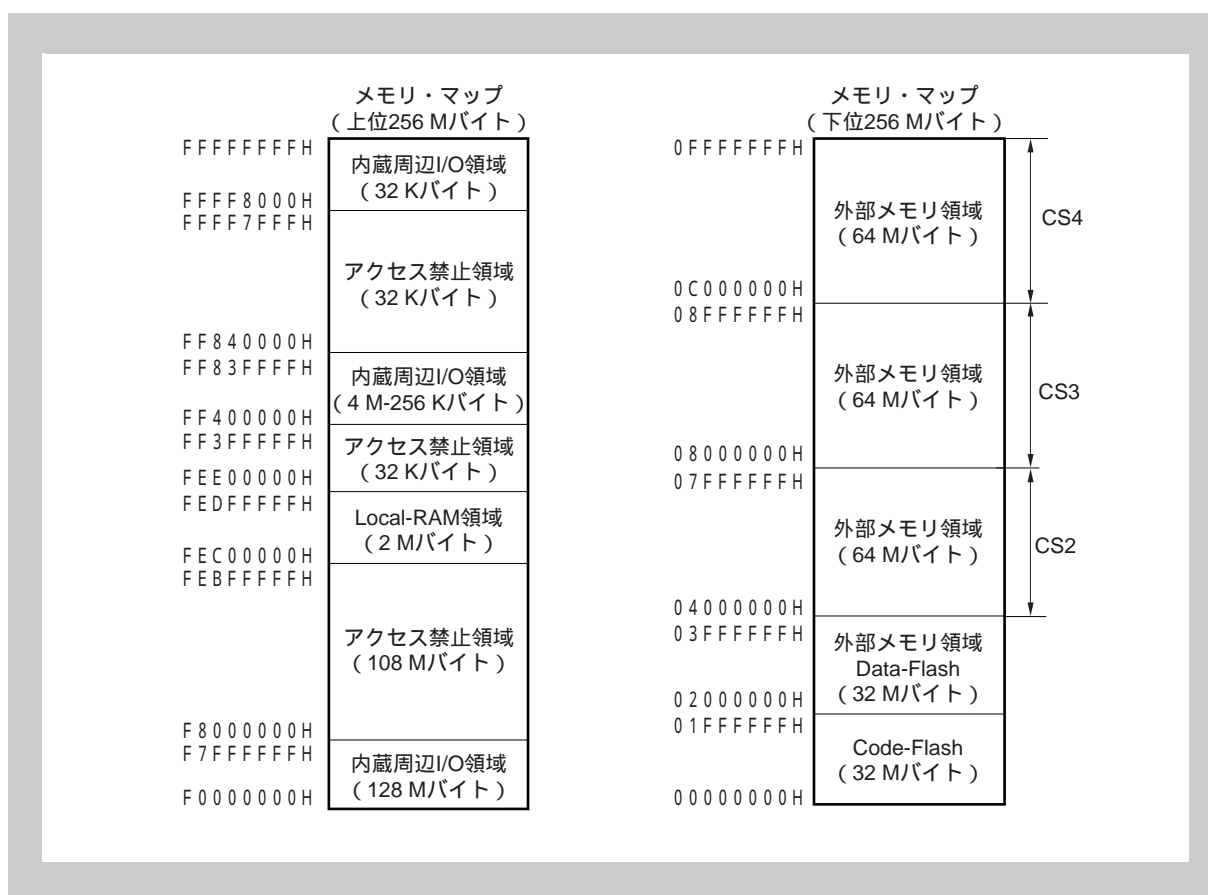 メモリ・マップ
（上位256 Mバイト）
FFFFFFFFH
内蔵周辺I/O領域
（32 Kバイト）
FFFF8000H
FFFF7FFFH
アクセス禁止領域
（32 Kバイト）
FF840000H
FF83FFFFH
内蔵周辺I/O領域
（4 M-256 Kバイト）
FF400000H
FF3FFFFFH
アクセス禁止領域
（32 Kバイト）
FEE00000H
FEDFFFFFH
Local-RAM領域
（2 Mバイト）
FEC00000H
FEBFFFFFH
アクセス禁止領域
（108 Mバイト）
F8000000H
F7FFFFFFH
内蔵周辺I/O領域
（128 Mバイト）
F0000000H
メモリ・マップ
（下位256 Mバイト）
0FFFFFFFH
外部メモリ領域
（64 Mバイト）
CS4
0C000000H
08FFFFFFH
外部メモリ領域
（64 Mバイト）
CS3
08000000H
07FFFFFFH
外部メモリ領域
（64 Mバイト）
CS2
04000000H
03FFFFFFH
外部メモリ領域
Data-Flash
（32 Mバイト）
02000000H
01FFFFFFH
Code-Flash
（32 Mバイト）
00000000H